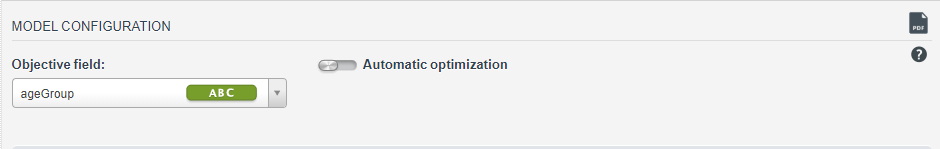 MODEL CONFIGURATION
PDF
Objective field:
Automatic optimization
?
ageGroup
ABC